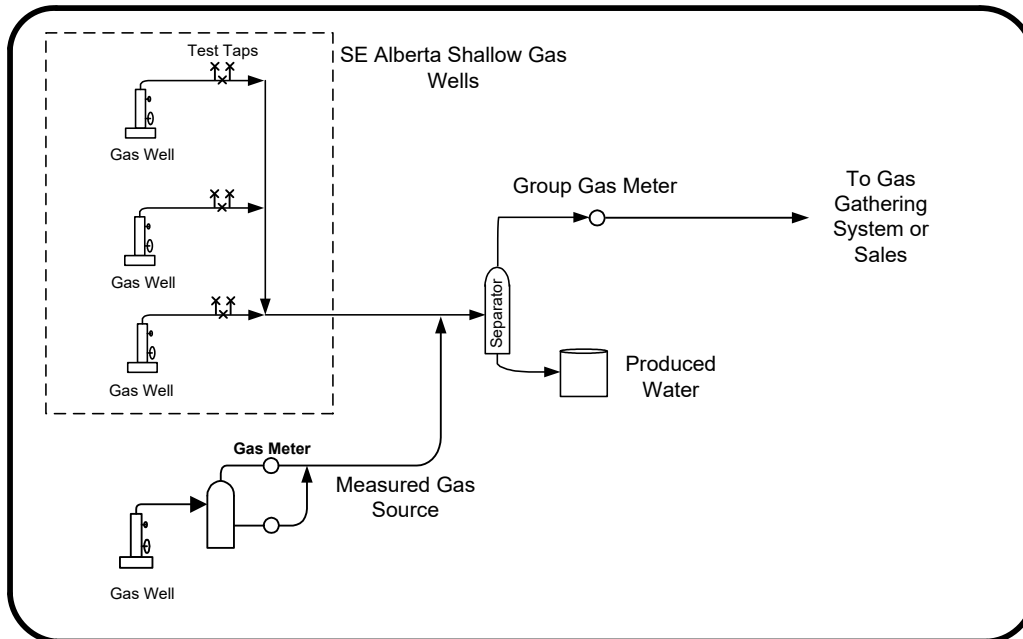 Test Taps
SE Alberta Shallow Gas
Wells
Gas Well
Gas Well
Gas Well
Group Gas Meter
To Gas
Gathering
System or
Sales
Separator
Produced
Water
Gas Meter
Measured Gas
Source
Gas Well